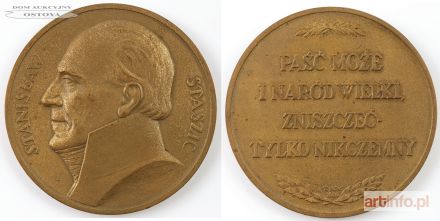 DOM AUKCYJNY
OSTOYA
STANISŁAW STASZIC
PAŚĆ MOŻE
I NARÓD WIELKI,
ZNISZCZEĆ-
TYLKO NIKCZEMNY
artinfo.pl